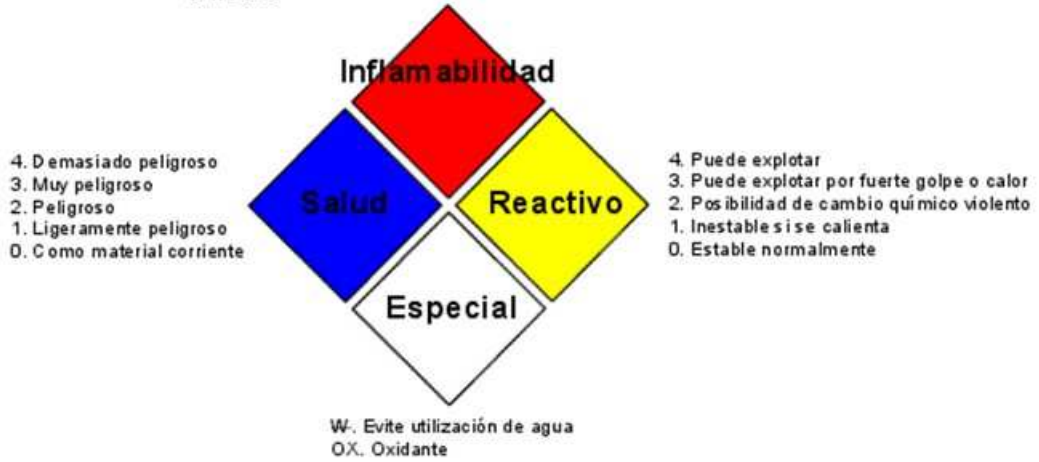 Inflamabilidad
4. Demasiado peligroso
3. Muy peligroso
2. Peligroso
1. Ligeramente peligroso
0. Como material corriente
Salud
Reactivo
4. Puede explotar
3. Puede explotar por fuerte golpe o calor
2. Posibilidad de cambio químico violento
1. Inestable si se calienta
0. Estable normalmente
Especial
W. Evite utilización de agua
OX. Oxidante